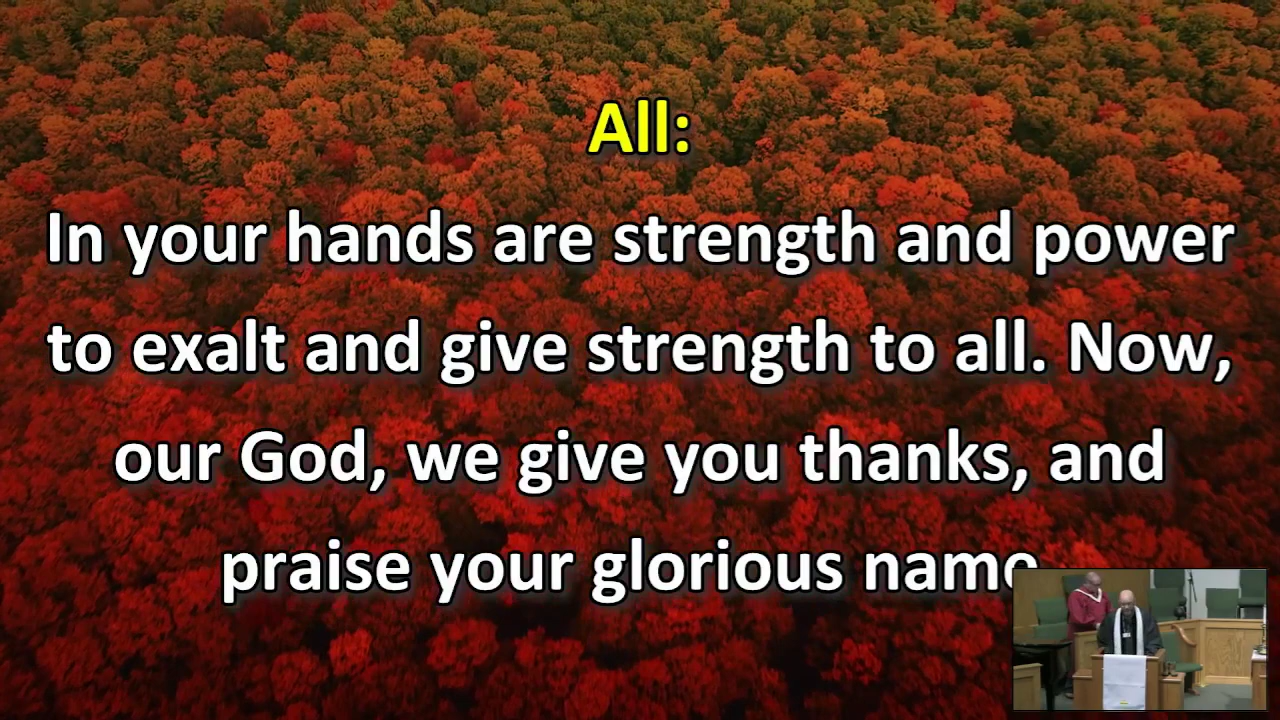 All:
In your hands are strength and power
to exalt and give strength to all. Now,
our God, we give you thanks, and
praise your glorious name